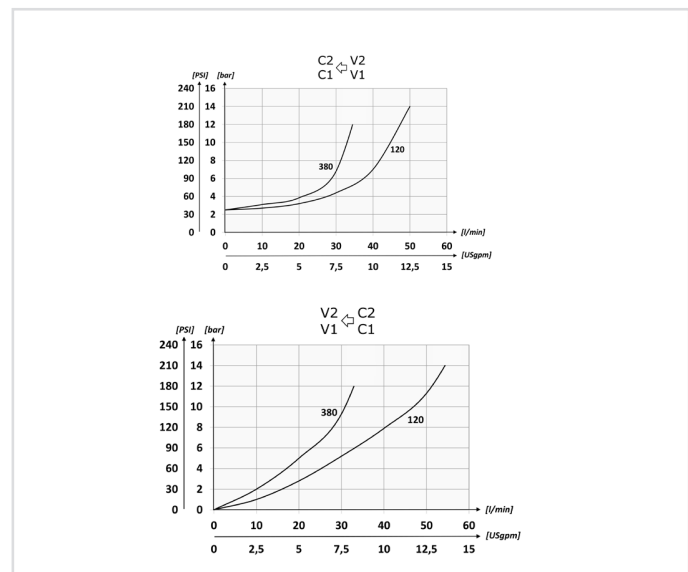 C2 ⇦ V2
C1 V1
[PSI] [bar]
240 16
210 14
180 12
150 10
120 8
90 6
60 4
30 2
0 0
380
120
0 10 20 30 40 50 60 [l/min]
0 2,5 5 7,5 10 12,5 15 [USgpm]
V2 ⇦ C2
V1 C1
[PSI] [bar]
240 16
210 14
180 12
150 10
120 8
90 6
60 4
30 2
0 0
380
120
[l/min]
0 10 20 30 40 50 60
[USgpm]
0 2,5 5 7,5 10 12,5 15